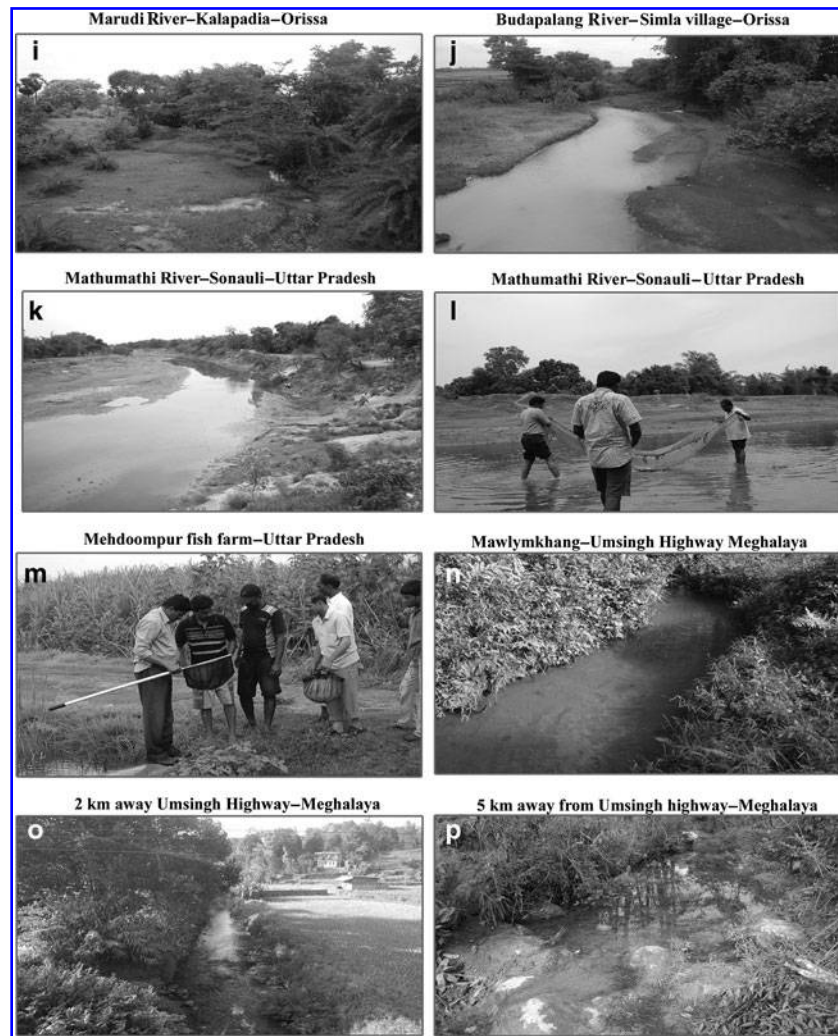 Marudi River–Kalapadia–Orissa
Budapalang River–Simla village–Orissa
i
j
Mathumathi River–Sonauli–Uttar Pradesh
Mathumathi River–Sonauli–Uttar Pradesh
k
l
Mehdoompur fish farm–Uttar Pradesh
Mawlymkhang–Umsingh Highway Meghalaya
m
n
2 km away Umsingh Highway–Meghalaya
5 km away from Umsingh highway–Meghalaya
o
p